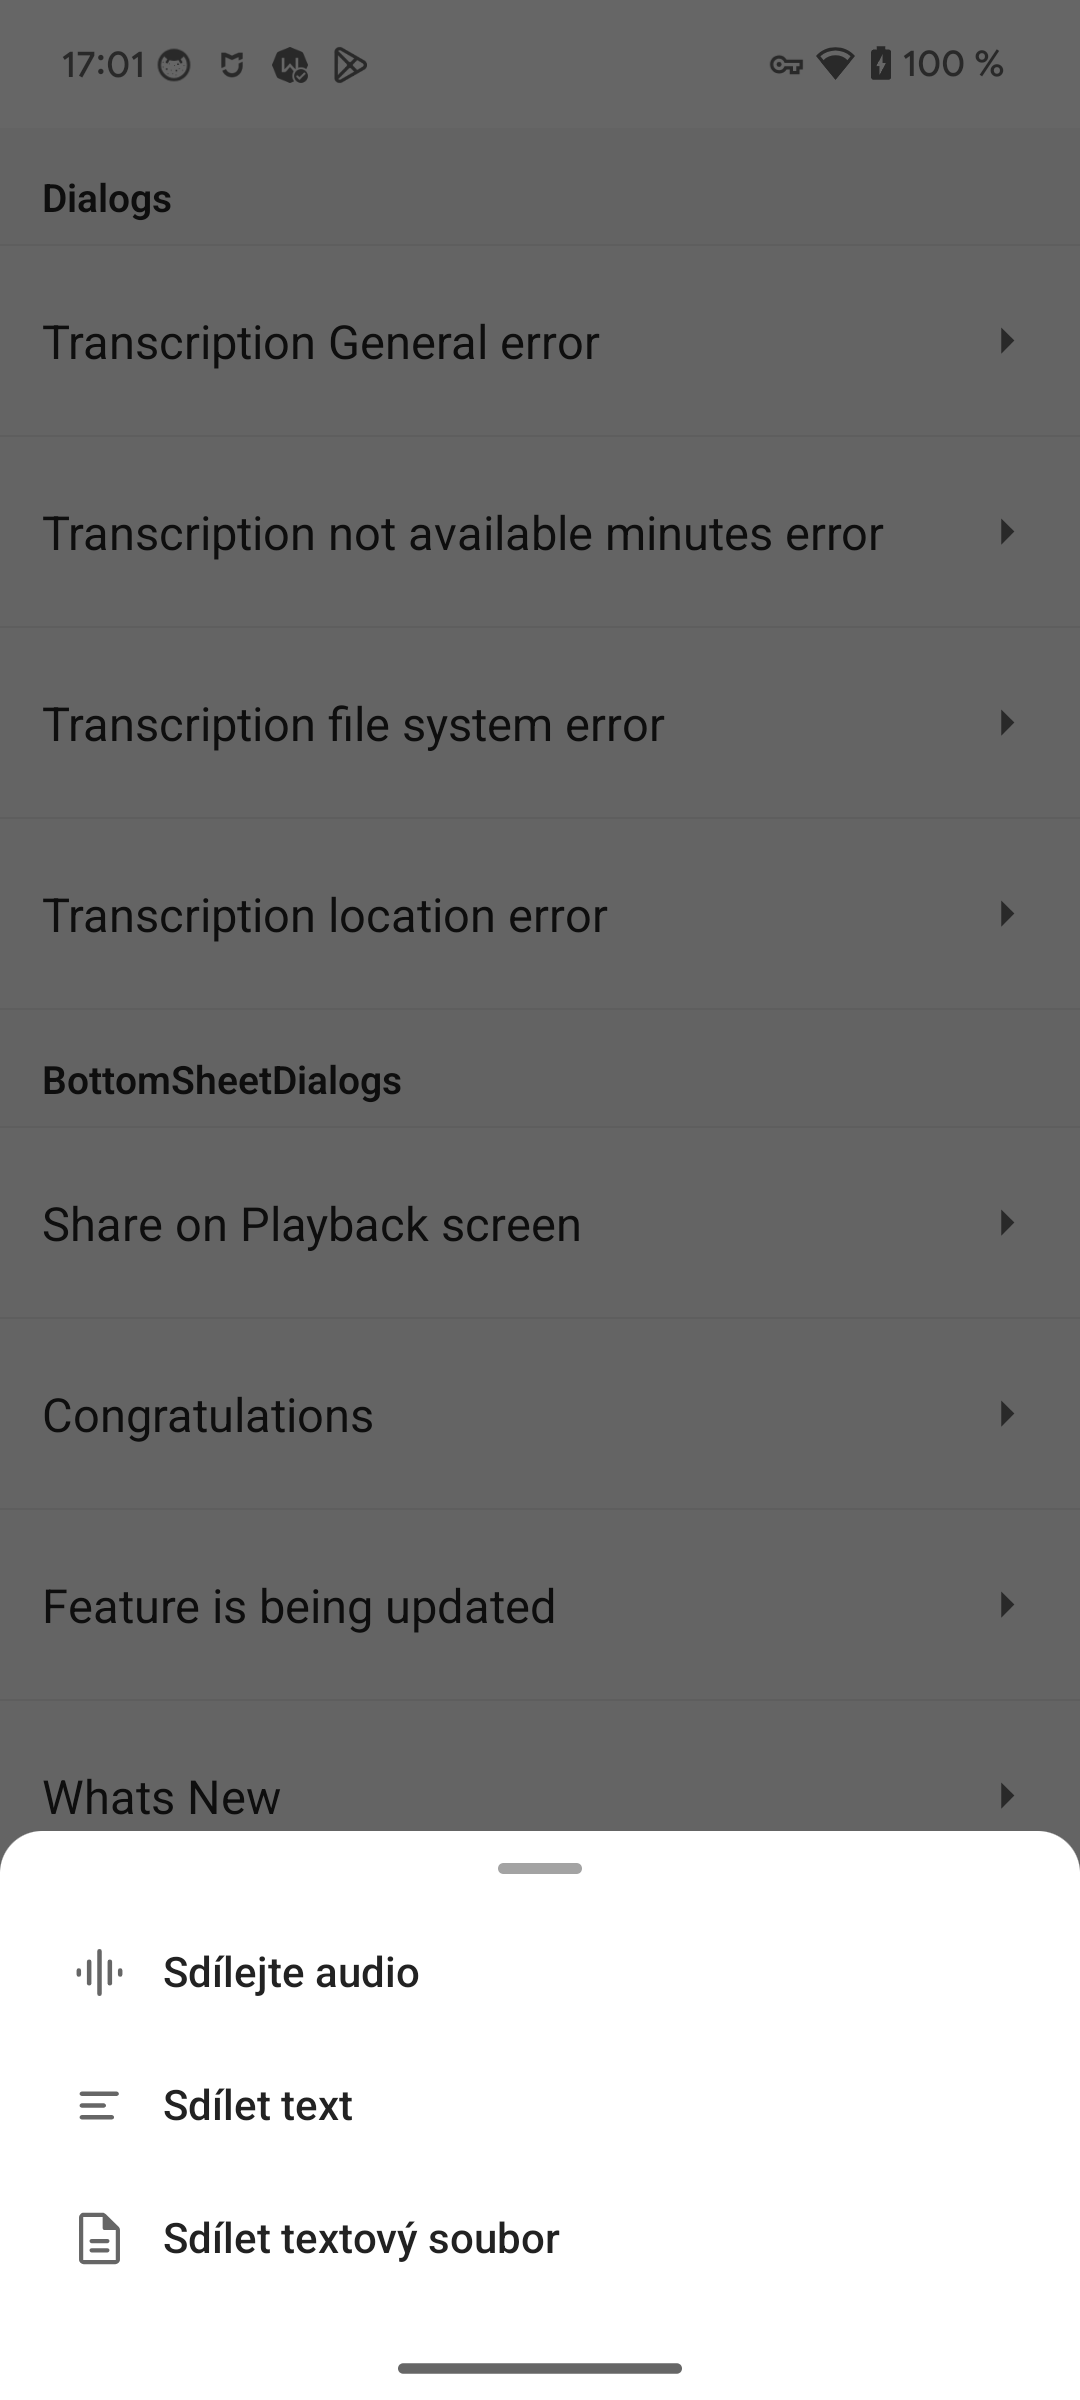 17:01
100 %
Dialogs
Transcription General error
Transcription not available minutes error
Transcription file system error
Transcription location error
BottomSheetDialogs
Share on Playback screen
Congratulations
Feature is being updated
Whats New
Sdílejte audio
Sdílet text
Sdílet textový soubor